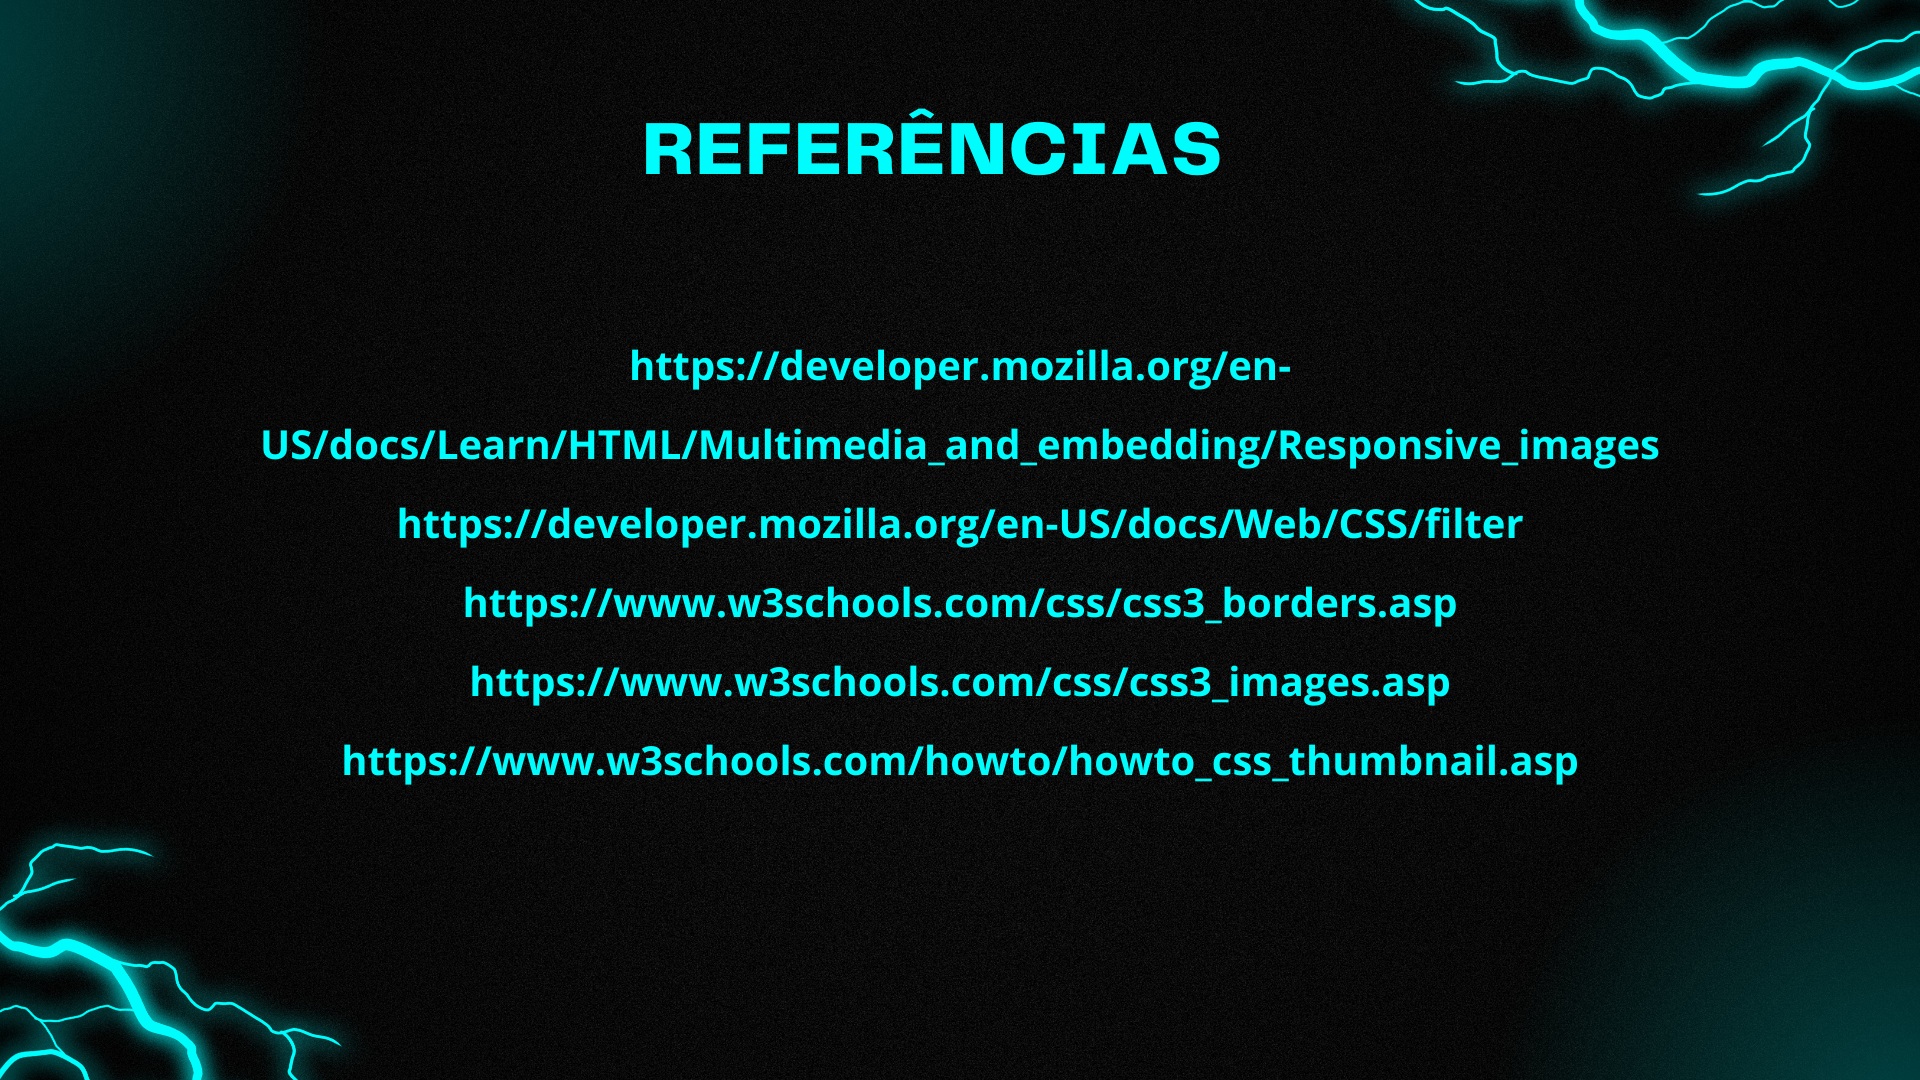 REFERÊNCIAS
https://developer.mozilla.org/en-
US/docs/Learn/HTML/Multimedia_and_embedding/Responsive_images
https://developer.mozilla.org/en-US/docs/Web/CSS/filter
https://www.w3schools.com/css/css3_borders.asp
https://www.w3schools.com/css/css3_images.asp
https://www.w3schools.com/howto/howto_css_thumbnail.asp